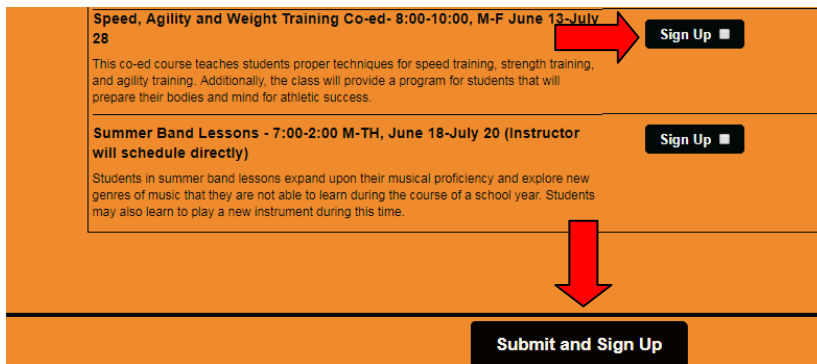 Speed, Agility and Weight Training Co-ed- 8:00-10:00, M-F June 13-July
28
Sign Up
This co-ed course teaches students proper techniques for speed training, strength training,
and agility training. Additionally, the class will provide a program for students that will
prepare their bodies and mind for athletic success.
Summer Band Lessons - 7:00-2:00 M-TH, June 18-July 20 (Instructor
will schedule directly)
Sign Up
Students in summer band lessons expand upon their musical proficiency and explore new
genres of music that they are not able to learn during the course of a school year. Students
may also learn to play a new instrument during this time.
Submit and Sign Up